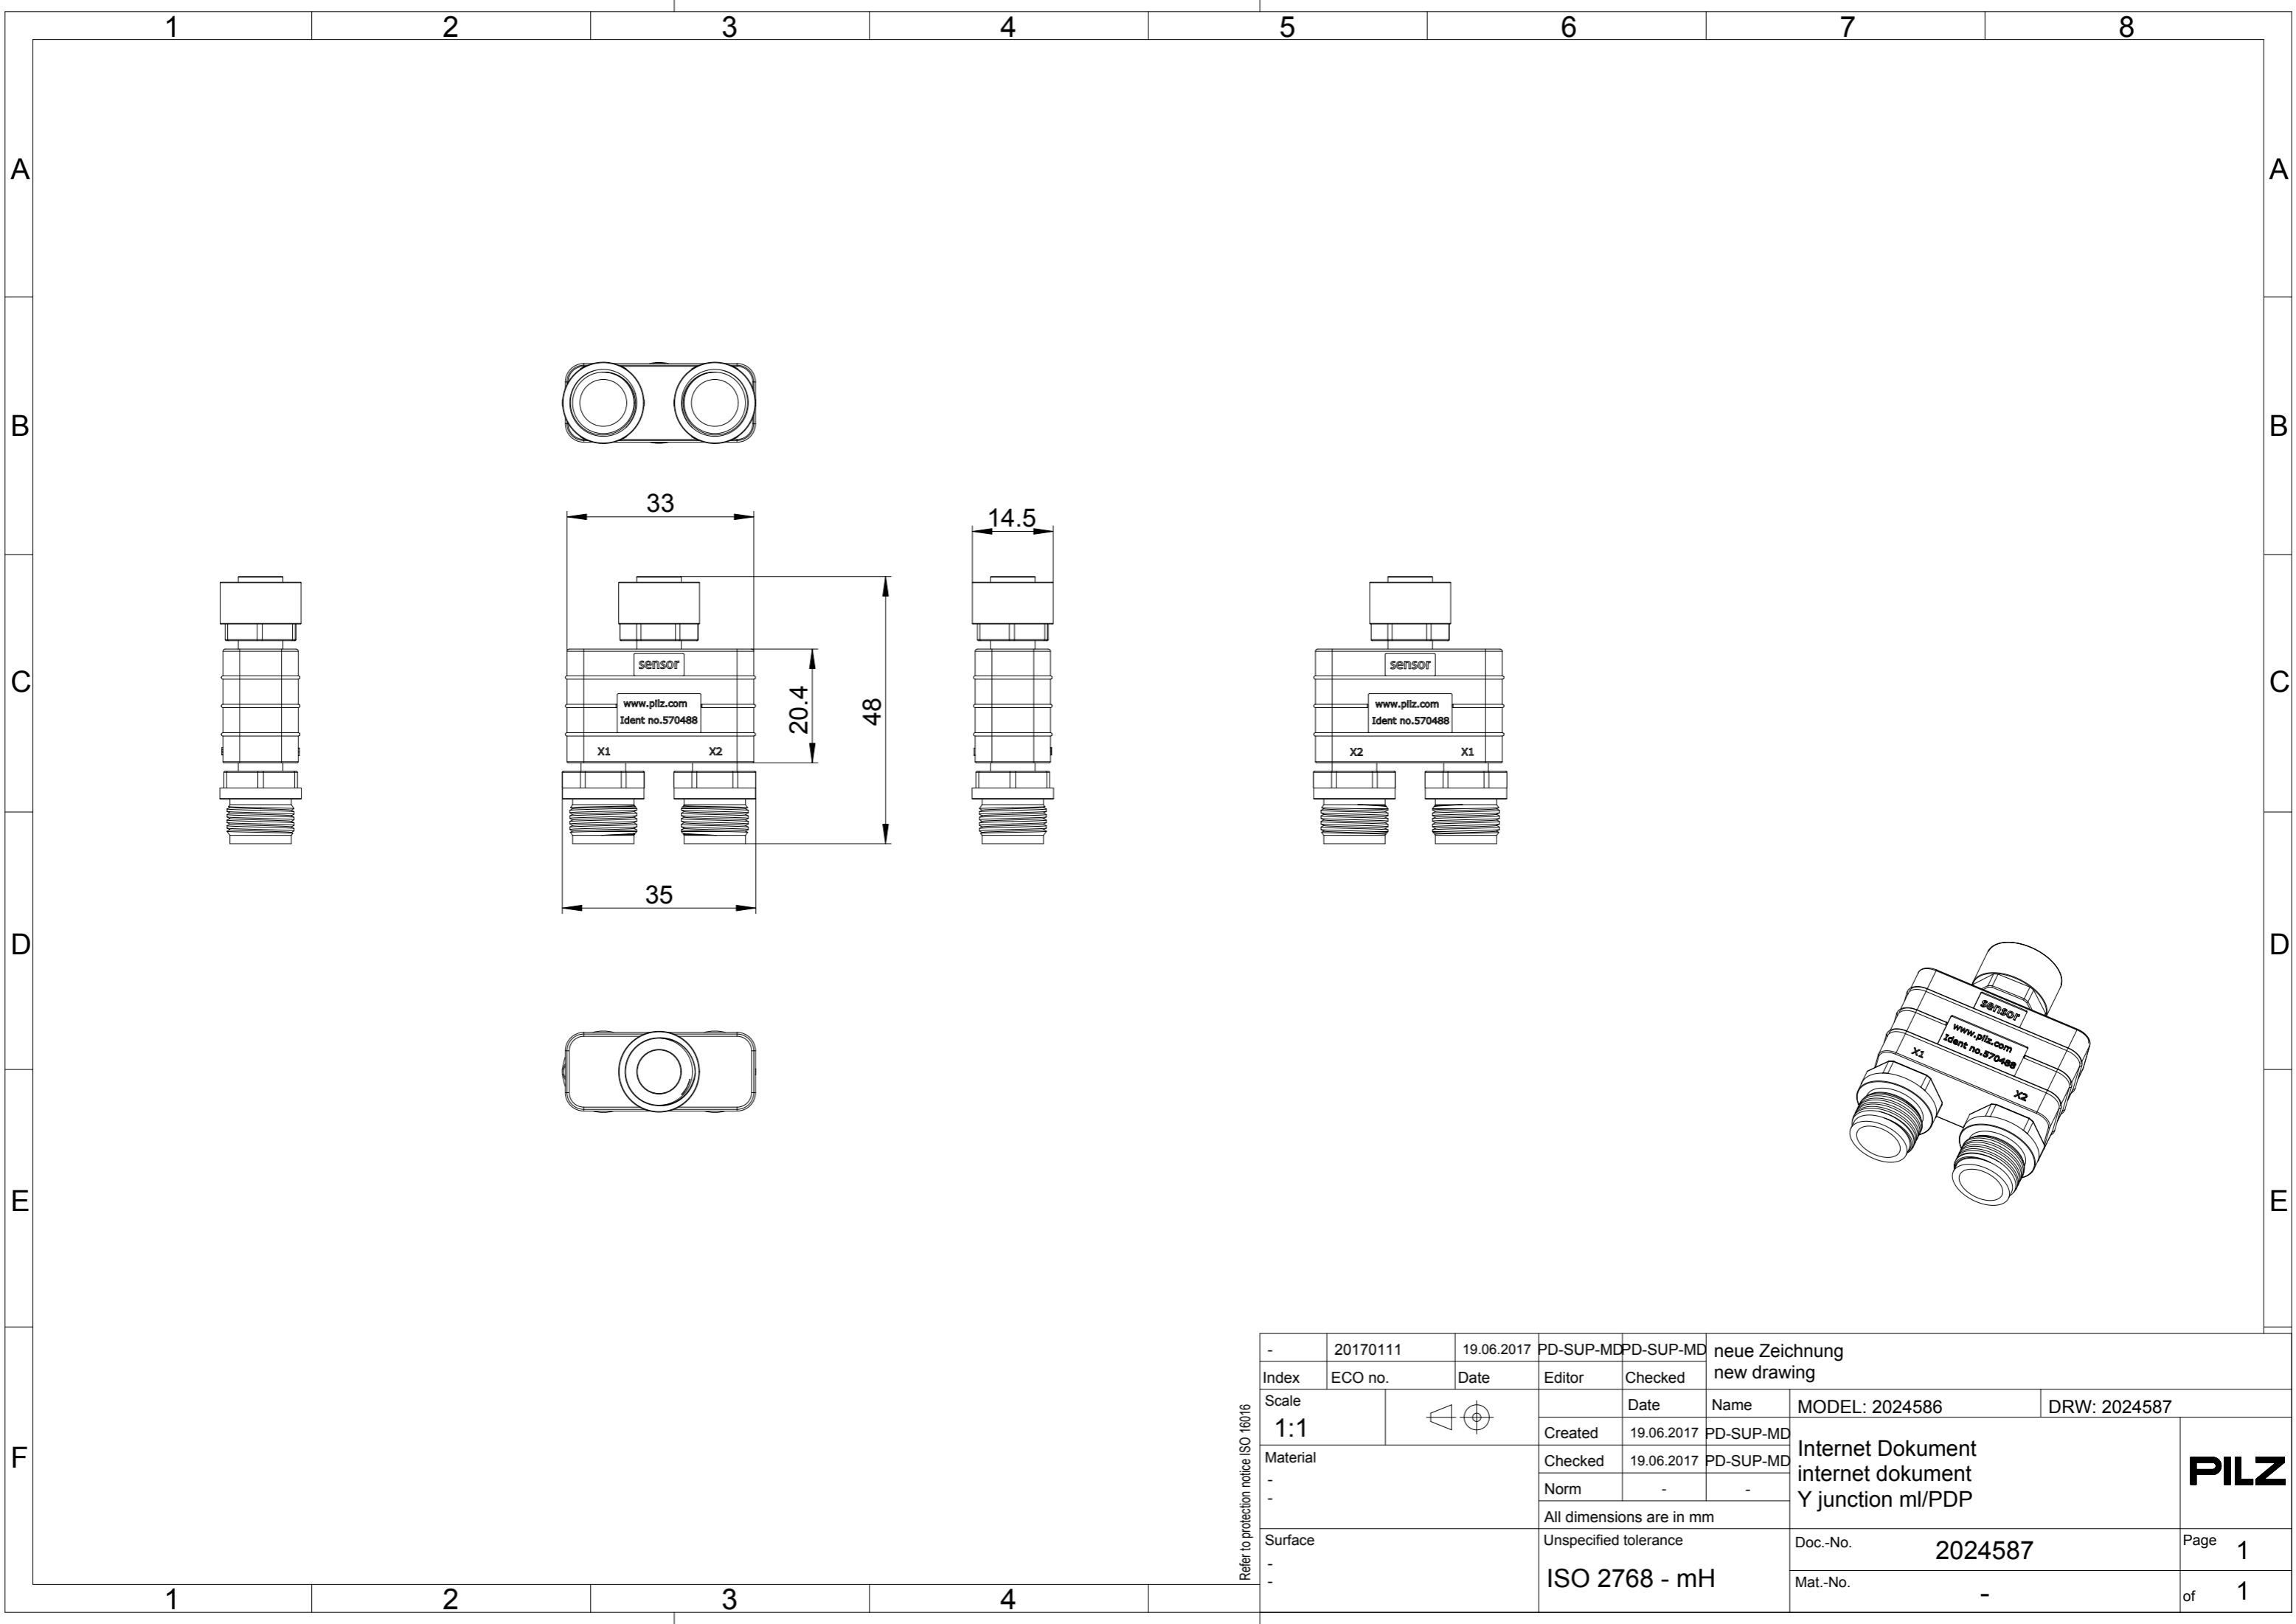 1 2 3 4 5 6 7 8
A A
B B
33
14.5
sensor
www.pilz.com
Ident no.570488
X1 X2
20.4
48
sensor
www.pilz.com
Ident no.570488
X2 X1
C C
35
D D
sensor
www.pilz.com
Ident no.570488
X1
X2
E E
F
Refer to protection notice ISO 16016
- 20170111 19.06.2017 PD-SUP-MD PD-SUP-MD neue Zeichnung
new drawing
Index ECO no. Date Editor Checked
Scale
1:1
Date Name MODEL: 2024586 DRW: 2024587
Created 19.06.2017 PD-SUP-MD
Checked 19.06.2017 PD-SUP-MD
Norm - -
All dimensions are in mm
Material
-
-
Internet Dokument
internet dokument
Y junction ml/PDP
PILZ
Surface
-
-
Unspecified tolerance
ISO 2768 - mH
Doc.-No. 2024587
Page 1
Mat.-No. -
of 1
1 2 3 4